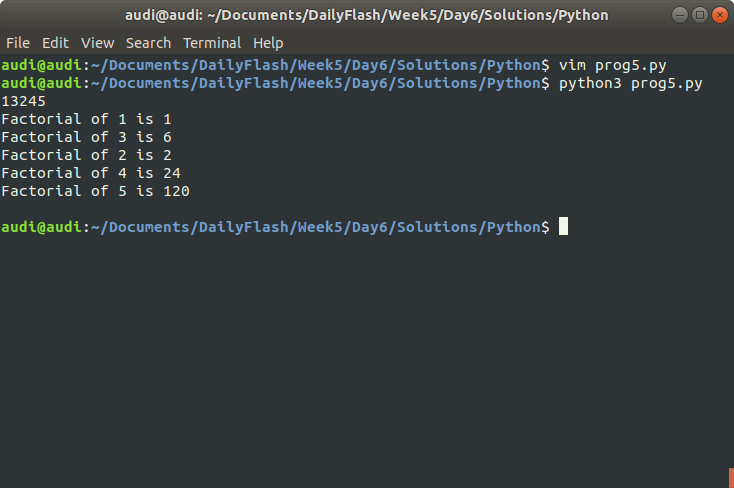 audi@audi: ~/Documents/DailyFlash/Week5/Day6/Solutions/Python
File Edit View Search Terminal Help
audi@audi:~/Documents/DailyFlash/Week5/Day6/Solutions/Python$ vim prog5.py
audi@audi:~/Documents/DailyFlash/Week5/Day6/Solutions/Python$ python3 prog5.py
13245
Factorial of 1 is 1
Factorial of 3 is 6
Factorial of 2 is 2
Factorial of 4 is 24
Factorial of 5 is 120
audi@audi:~/Documents/DailyFlash/Week5/Day6/Solutions/Python$